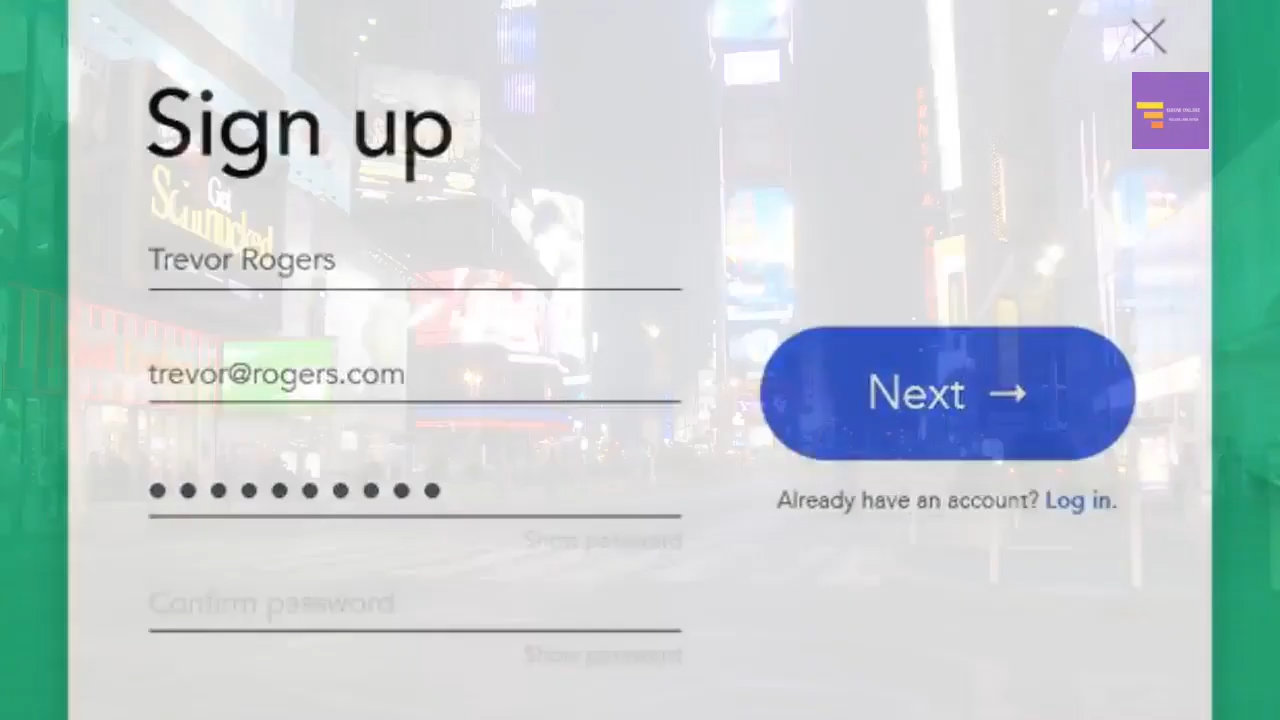 Sign up
Get
Trevor Rogers
trevor@rogers.com
Next →
Already have an account? Log in.
Show password
Confirm password
Show password